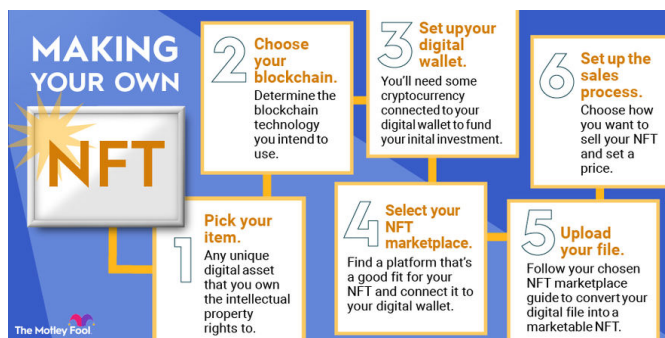 MAKING
YOUR OWN
NFT
1
Pick your
item.
Any unique
digital asset
that you own
the intellectual
property
rights to.
2
Choose
your
blockchain.
Determine the
blockchain
technology
you intend to
use.
3
Set upyour
digital
wallet.
You'll need some
cryptocurrency
connected to your
digital wallet to fund
your inital investment.
4
Select your
NFT
marketplace.
Find a platform that's
a good fit for your
NFT and connect it to
your digital wallet.
5
Upload
your file.
Follow your chosen
NFT marketplace
guide to convert your
digital file into a
marketable NFT.
6
Set up the
sales
process.
Choose how
you want to
sell your NFT
and set a
price.
The Motley Fool